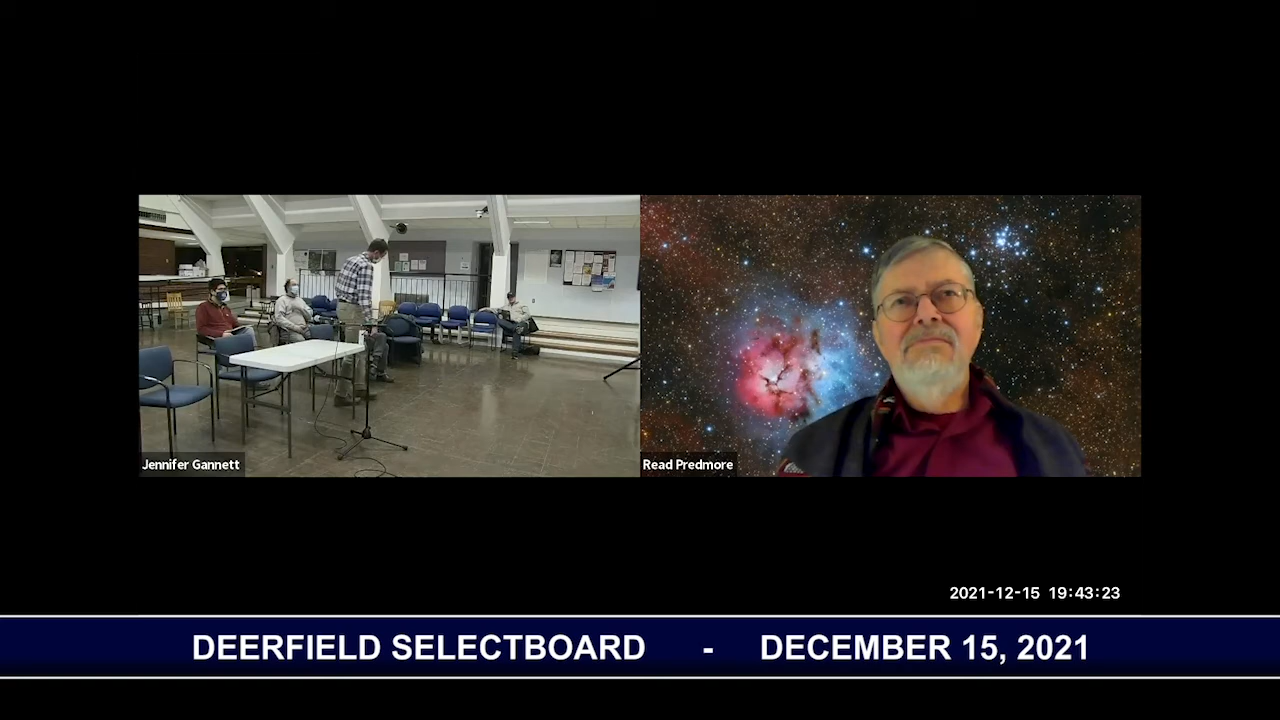 Jennifer Gannett
Read Predmore
2021-12-15 19:43:23
DEERFIELD SELECTBOARD - DECEMBER 15, 2021